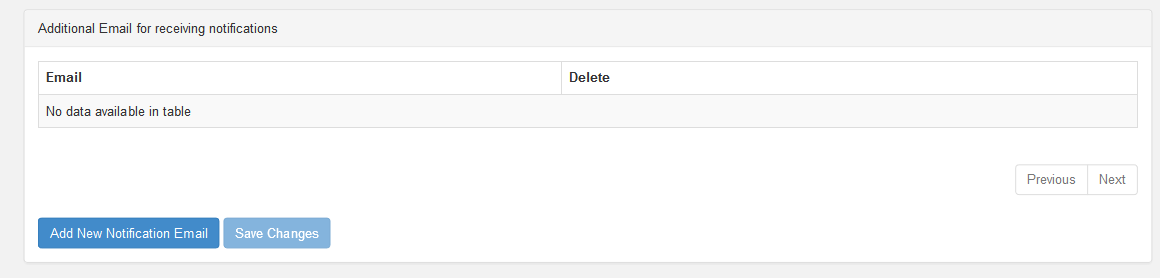 Additional Email for receiving notifications
Email Delete
No data available in table
Previous Next
Add New Notification Email Save Changes